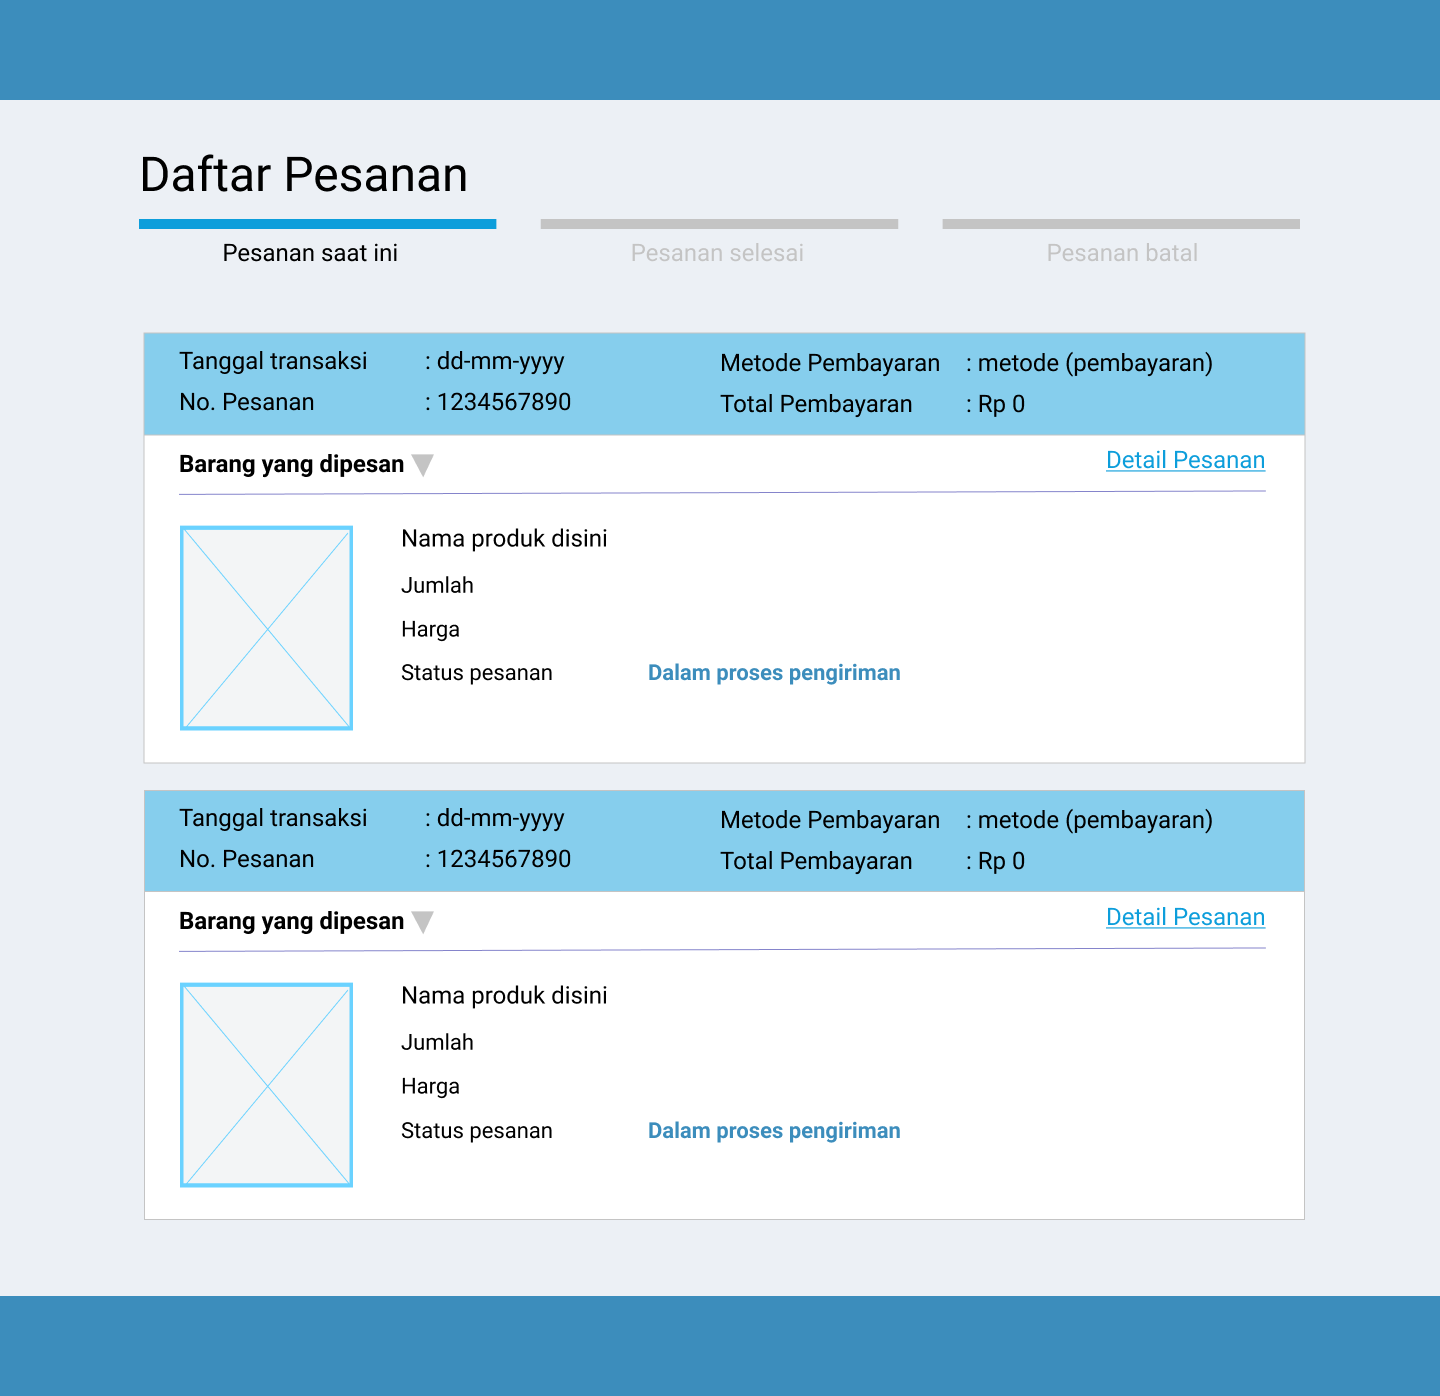 Daftar Pesanan
Pesanan saat ini
Pesanan selesai
Pesanan batal
Tanggal transaksi : dd-mm-yyyy
No. Pesanan : 1234567890
Metode Pembayaran : metode (pembayaran)
Total Pembayaran : Rp 0
Barang yang dipesan
Detail Pesanan
Nama produk disini
Jumlah
Harga
Status pesanan Dalam proses pengiriman
Tanggal transaksi : dd-mm-yyyy
No. Pesanan : 1234567890
Metode Pembayaran : metode (pembayaran)
Total Pembayaran : Rp 0
Barang yang dipesan
Detail Pesanan
Nama produk disini
Jumlah
Harga
Status pesanan Dalam proses pengiriman